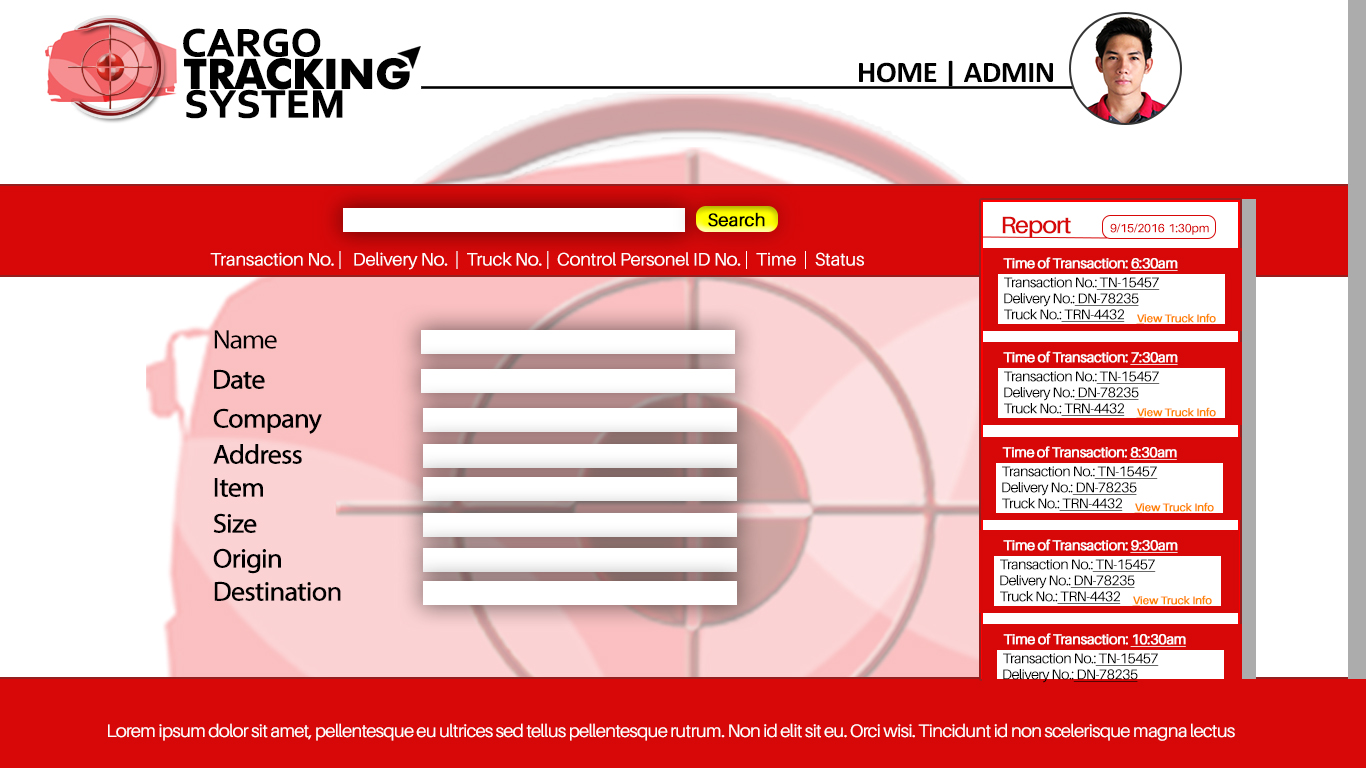 CARGO
TRACKING
SYSTEM
HOME | ADMIN
Search
Transaction No. | Delivery No. | Truck No. | Control Personel ID No. | Time | Status
Name
Date
Company
Address
Item
Size
Origin
Destination
Report 9/15/2016 1:30pm
Time of Transaction: 6:30am
Transaction No.: TN-15457
Delivery No.: DN-78235
Truck No.: TRN-4432 View Truck Info
Time of Transaction: 7:30am
Transaction No.: TN-15457
Delivery No.: DN-78235
Truck No.: TRN-4432 View Truck Info
Time of Transaction: 8:30am
Transaction No.: TN-15457
Delivery No.: DN-78235
Truck No.: TRN-4432 View Truck Info
Time of Transaction: 9:30am
Transaction No.: TN-15457
Delivery No.: DN-78235
Truck No.: TRN-4432 View Truck Info
Time of Transaction: 10:30am
Transaction No.: TN-15457
Delivery No.: DN-78235
Lorem ipsum dolor sit amet, pellentesque eu ultrices sed tellus pellentesque rutrum. Non id elit sit eu. Orci wisi. Tincidunt id non scelerisque magna lectus